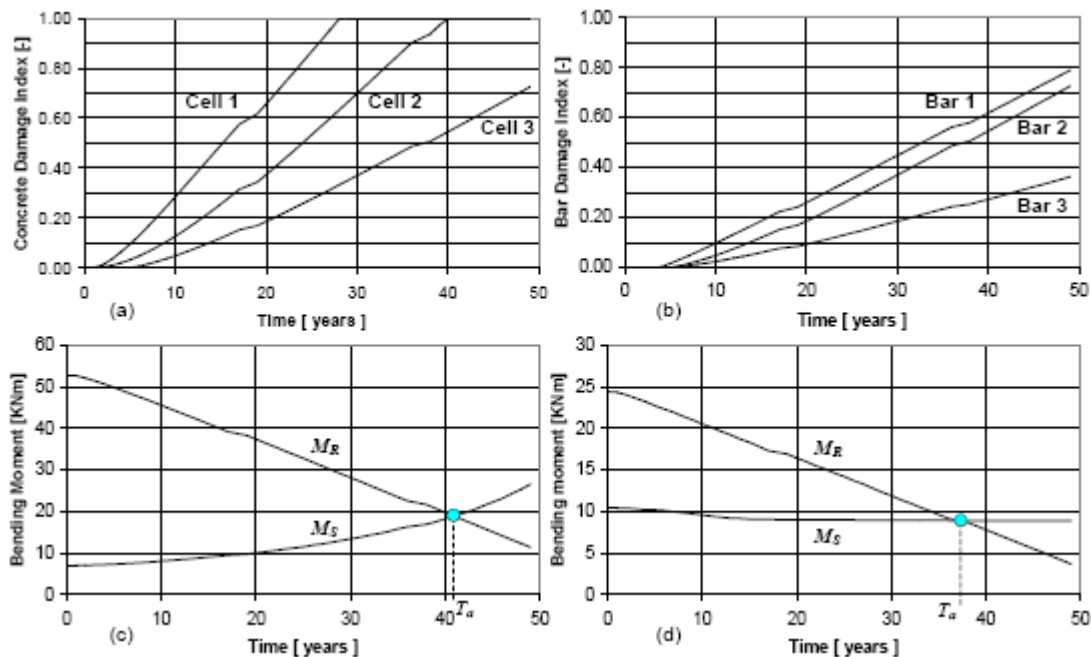 Concrete Damage Index [-]
1.00
0.80
0.60
0.40
0.20
0.00
Cell 1
Cell 2
Cell 3
0 10 20 30 40 50
(a)
Time [ years ]
Bar Damage Index [-]
1.00
0.80
0.60
0.40
0.20
0.00
Bar 1
Bar 2
Bar 3
0 10 20 30 40 50
(b)
Time [ years ]
Bending Moment [KNm]
60
50
40
30
20
10
0
M_R
M_S
T_a
0 10 20 30 40 50
(c)
Time [ years ]
Bending moment [KNm]
30
25
20
15
10
5
0
M_R
M_S
T_a
0 10 20 30 40 50
(d)
Time [ years ]